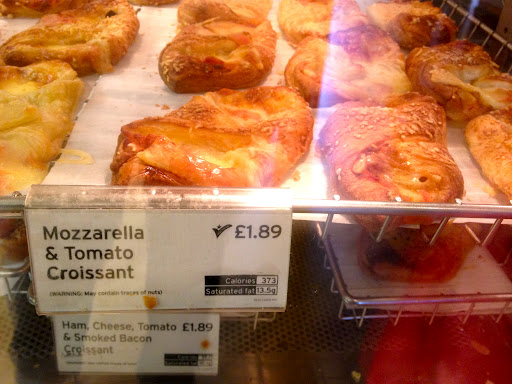 Mozzarella
& Tomato
Croissant
£1.89
(WARNING: May contain traces of nuts)
Calories 373
Saturated fat 13.5g
Ham, Cheese, Tomato
& Smoked Bacon
Croissant
£1.89